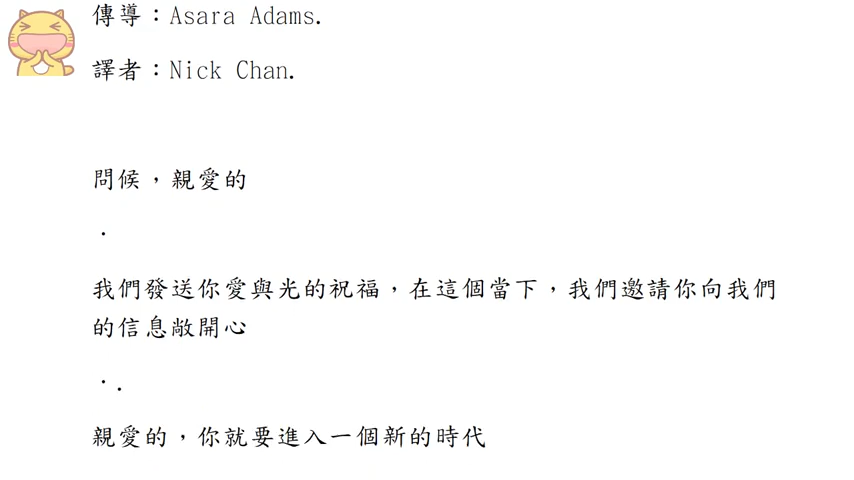 傳導：Asara Adams.
譯者：Nick Chan.
問候，親愛的
.
我們發送你愛與光的祝福，在這個當下，我們邀請你向我們
的信息敞開心
. .
親愛的，你就要進入一個新的時代